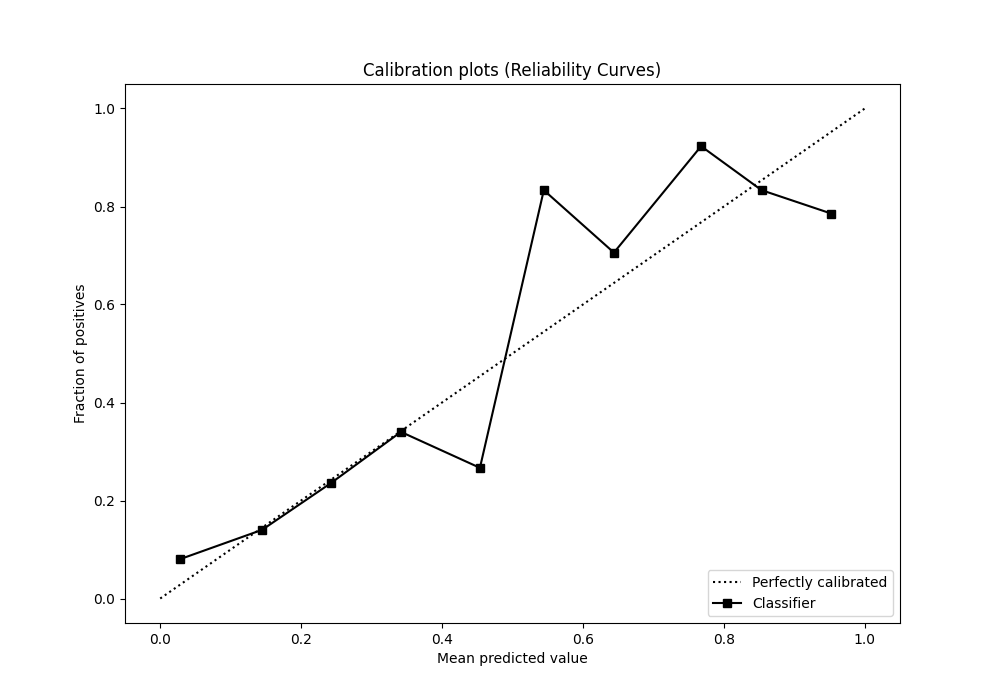 Calibration plots (Reliability Curves)
1.0
0.8
0.6
0.4
0.2
0.0
Fraction of positives
Perfectly calibrated
Classifier
0.0 0.2 0.4 0.6 0.8 1.0
Mean predicted value